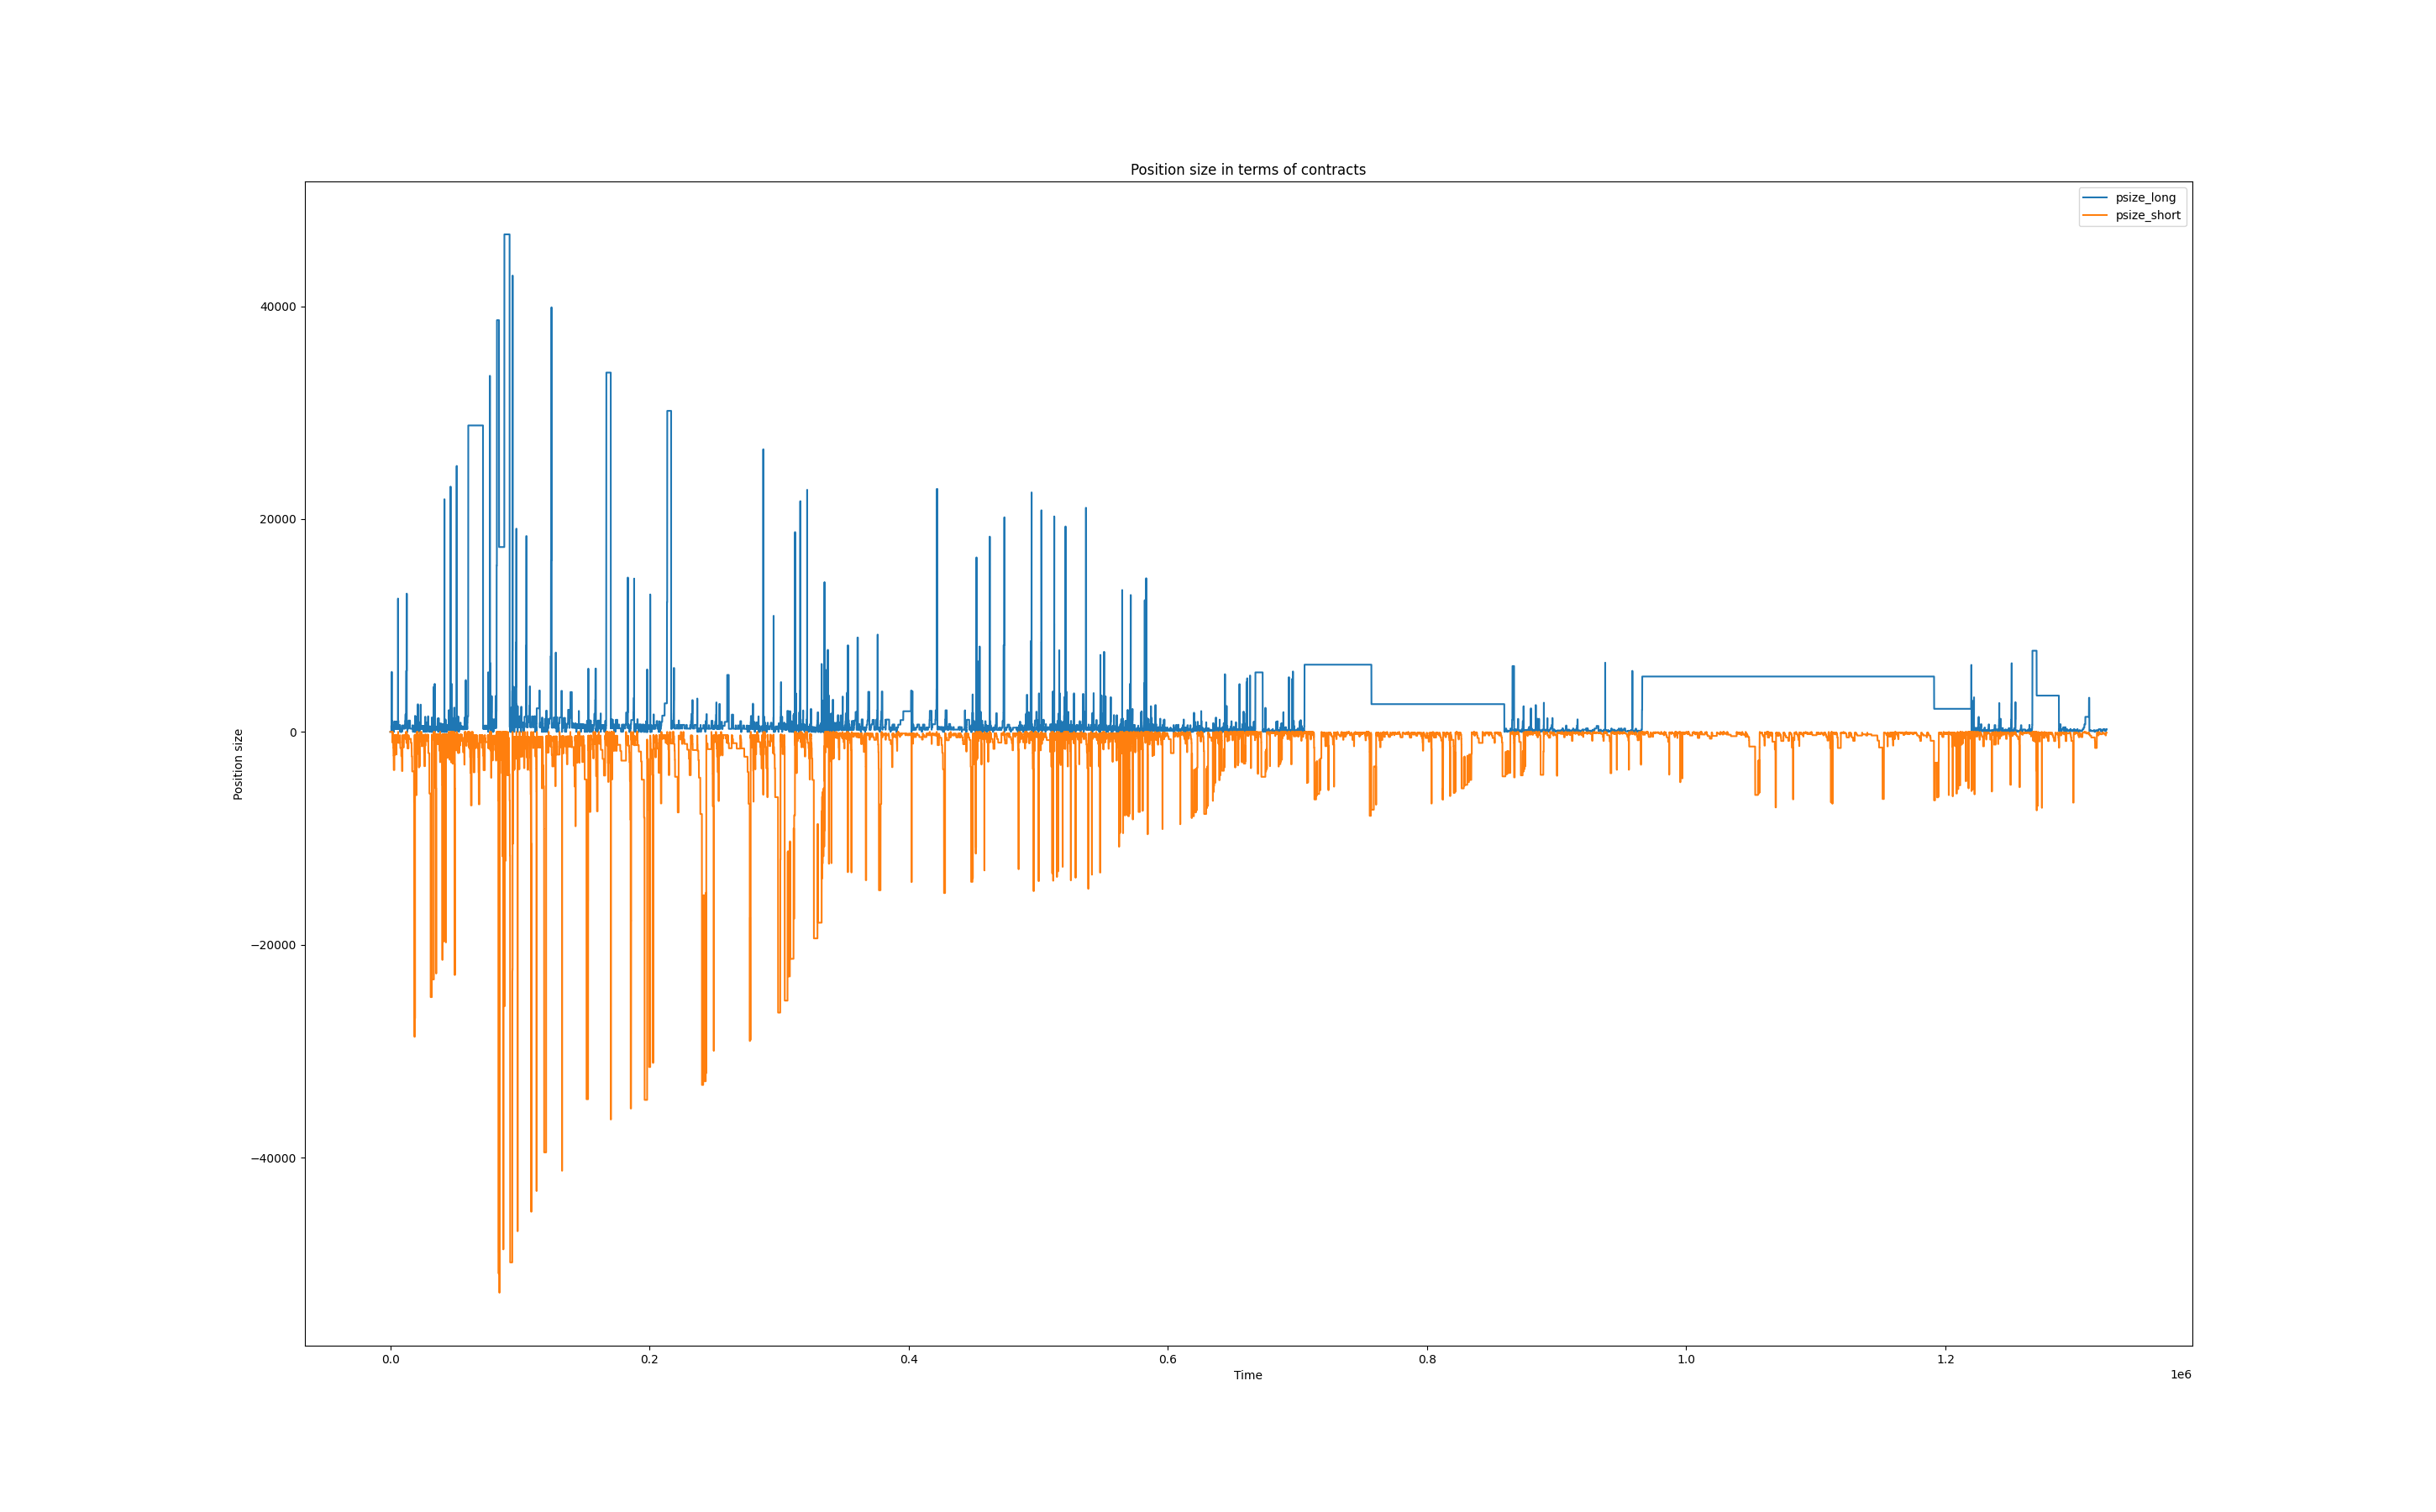 Position size in terms of contracts
psize_long
psize_short
40000
20000
0
−20000
−40000
Position size
0.0
0.2
0.4
0.6
0.8
1.0
1.2
1e6
Time